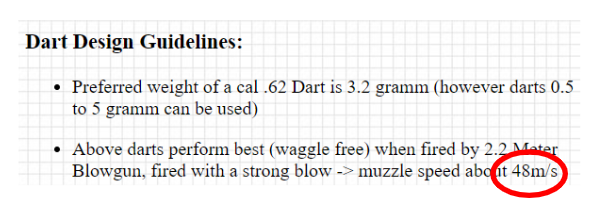 Dart Design Guidelines:
• Preferred weight of a cal .62 Dart is 3.2 gramm (however darts 0.5
to 5 gramm can be used)
• Above darts perform best (waggle free) when fired by 2.2 Meter
Blowgun, fired with a strong blow -> muzzle speed about 48m/s